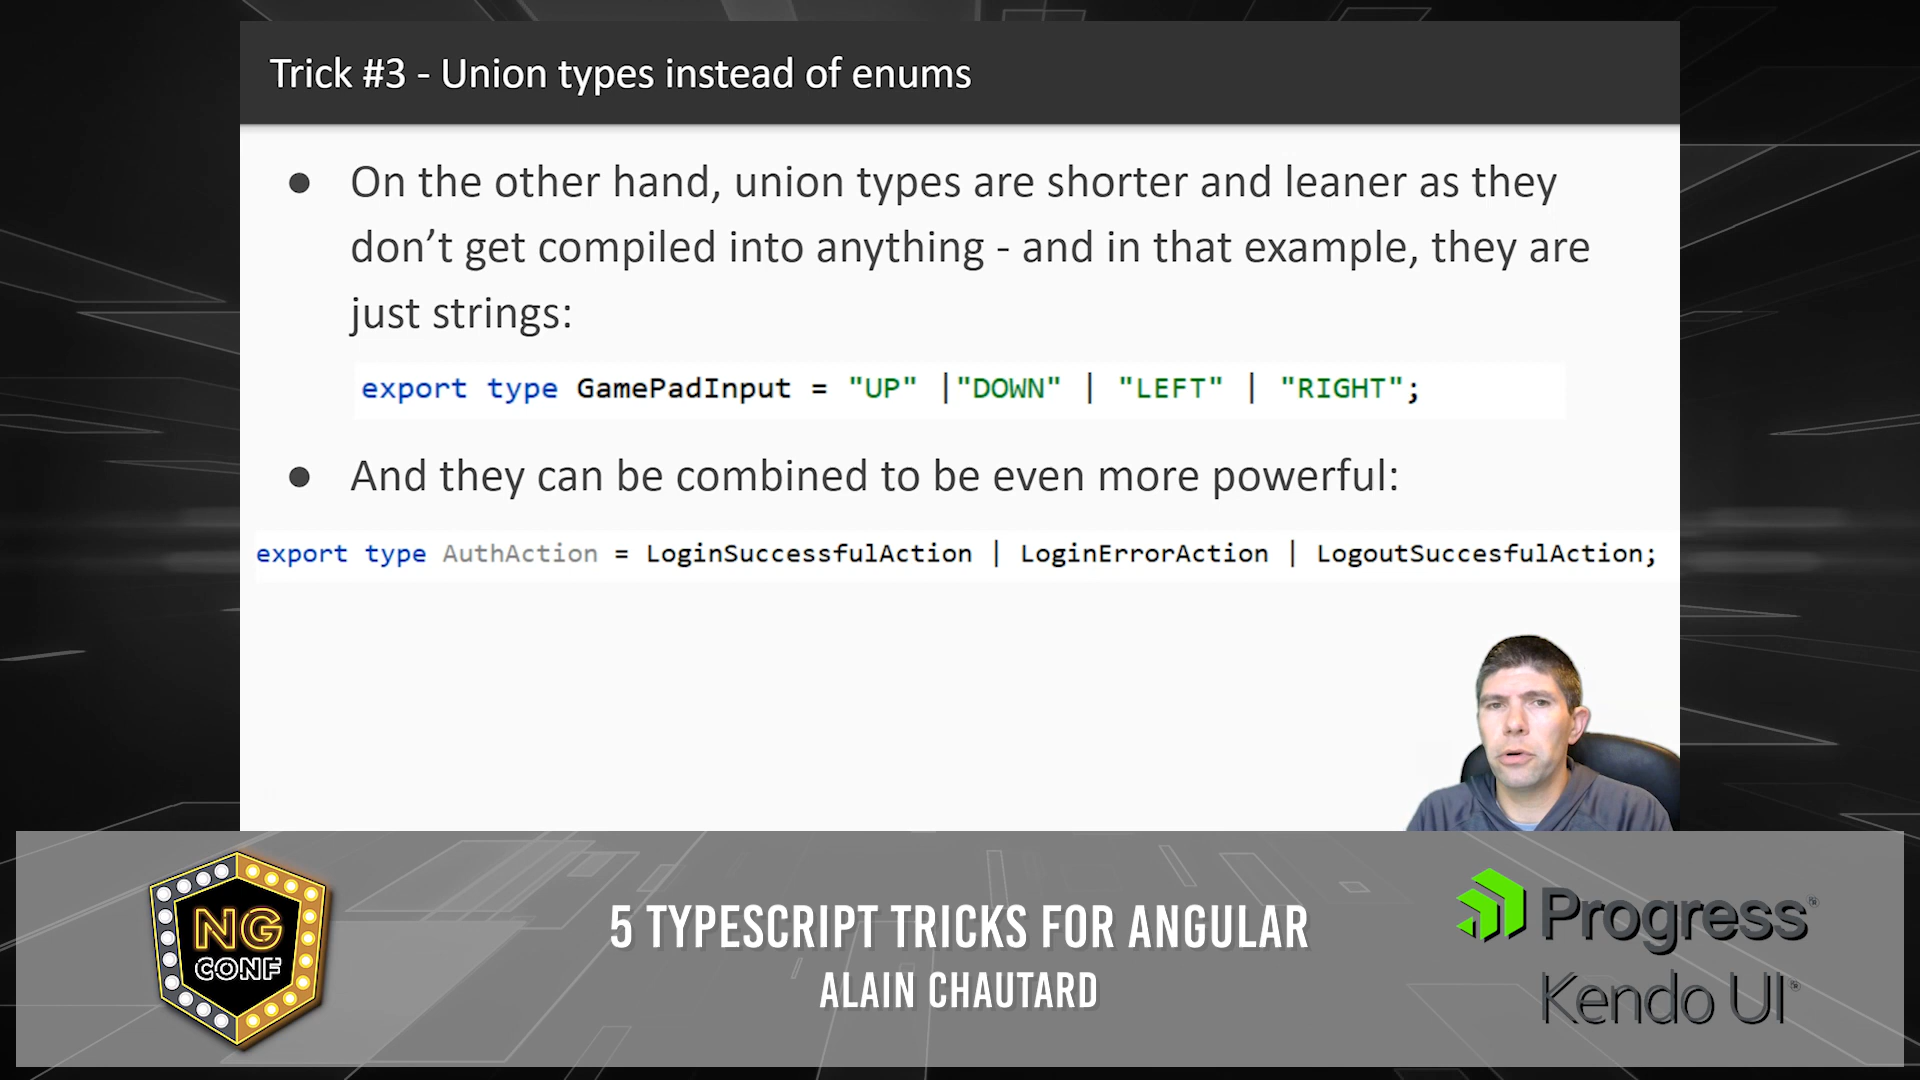 Trick #3 - Union types instead of enums
● On the other hand, union types are shorter and leaner as they
don’t get compiled into anything - and in that example, they are
just strings:
export type GamePadInput = "UP" |"DOWN" | "LEFT" | "RIGHT";
● And they can be combined to be even more powerful:
export type AuthAction = LoginSuccessfulAction | LoginErrorAction | LogoutSuccesfulAction;
NG
CONF
5 TYPESCRIPT TRICKS FOR ANGULAR
ALAIN CHAUTARD
Progress®
Kendo UI®